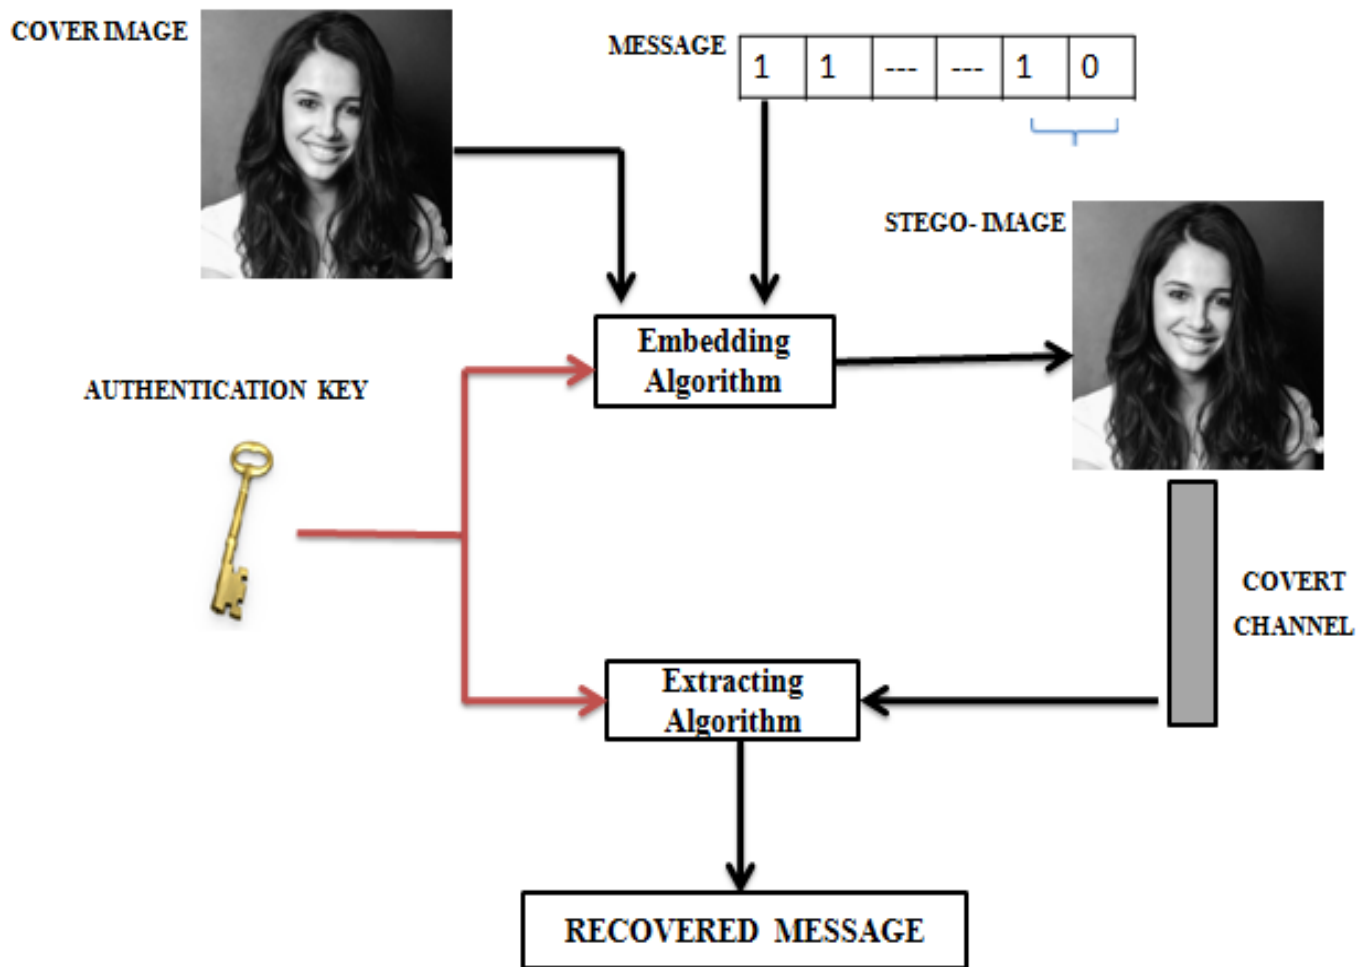 COVER IMAGE
MESSAGE
1 1 --- --- 1 0
STEGO- IMAGE
Embedding
Algorithm
AUTHENTICATION KEY
COVERT
CHANNEL
Extracting
Algorithm
RECOVERED MESSAGE